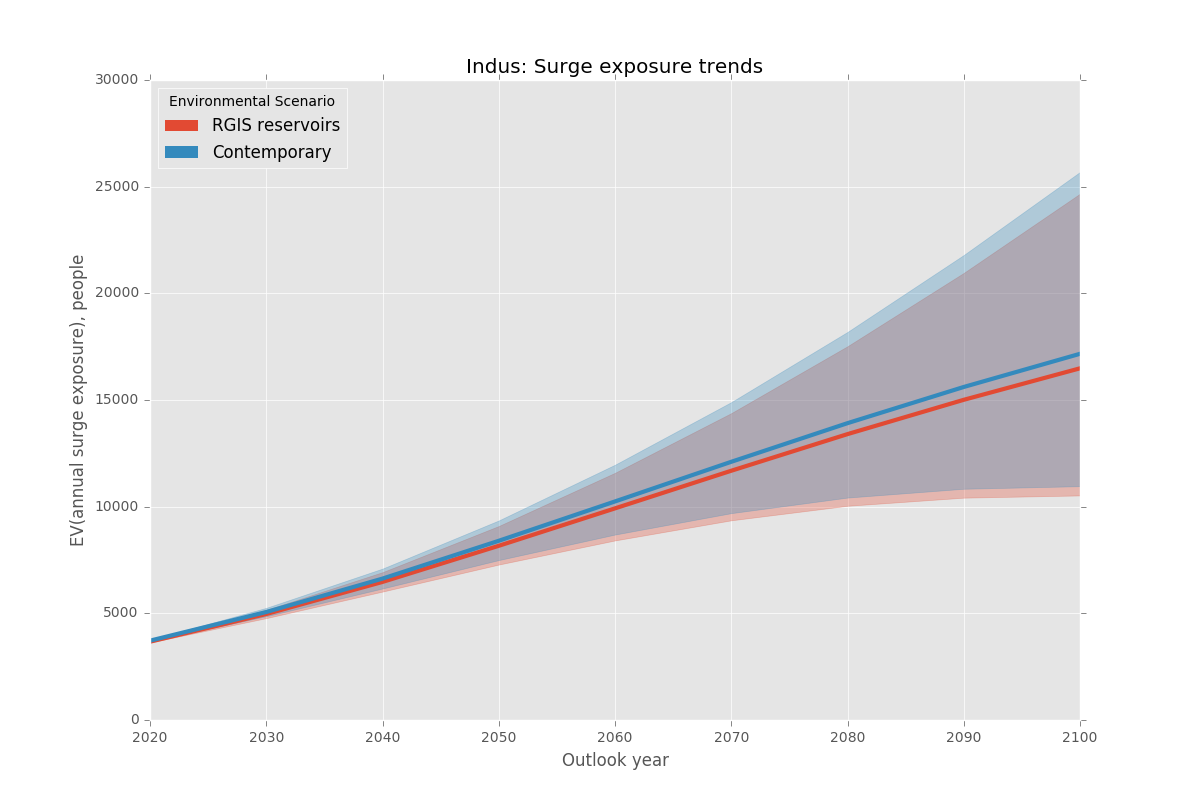 Indus: Surge exposure trends
30000
25000
20000
15000
10000
5000
0
EV(annual surge exposure), people
Environmental Scenario
RGIS reservoirs
Contemporary
2020 2030 2040 2050 2060 2070 2080 2090 2100
Outlook year